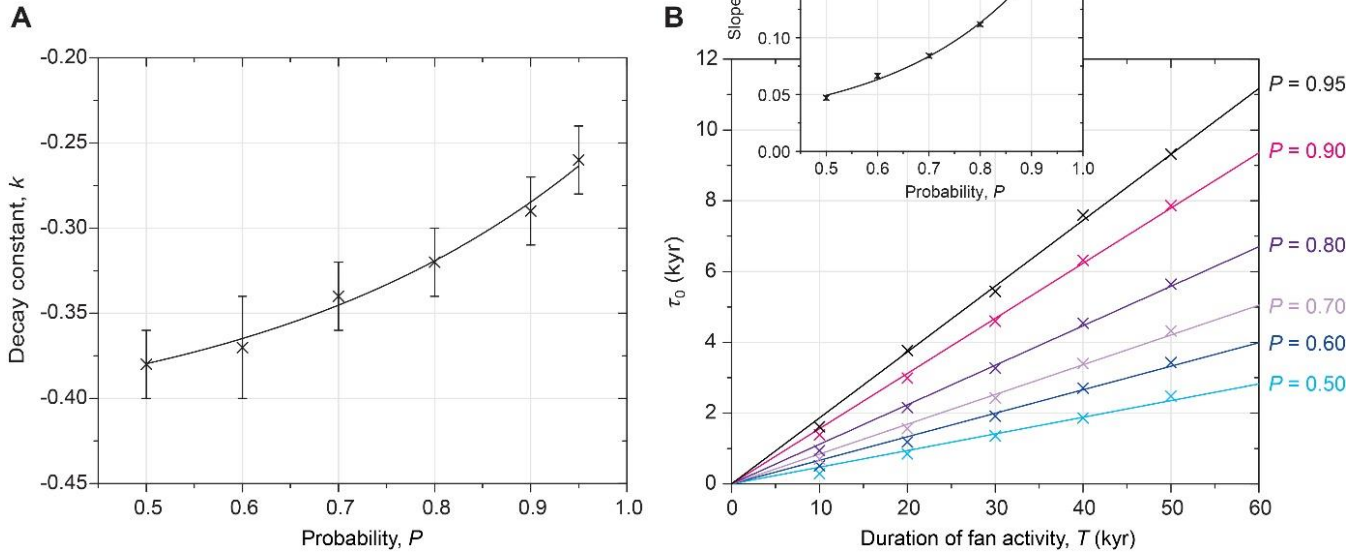 A
-0.20
-0.25
-0.30
-0.35
-0.40
-0.45
Decay constant, k
0.5 0.6 0.7 0.8 0.9 1.0
Probability, P
B
Slope
0.10
0.05
0.00
0.5 0.6 0.7 0.8 0.9 1.0
Probability, P
12
10
8
6
4
2
0
τ₀ (kyr)
0 10 20 30 40 50 60
Duration of fan activity, T (kyr)
P = 0.95
P = 0.90
P = 0.80
P = 0.70
P = 0.60
P = 0.50